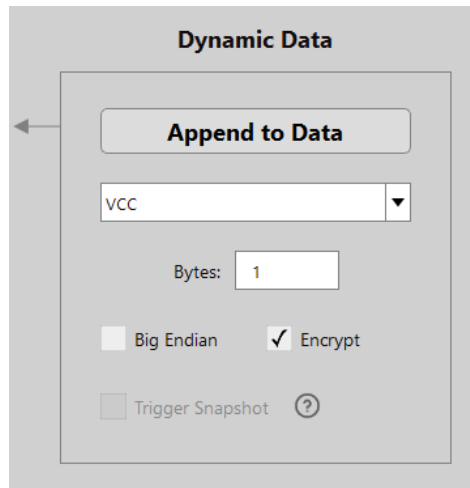 Dynamic Data
Append to Data
VCC
Bytes: 1
Big Endian Encrypt
Trigger Snapshot ?